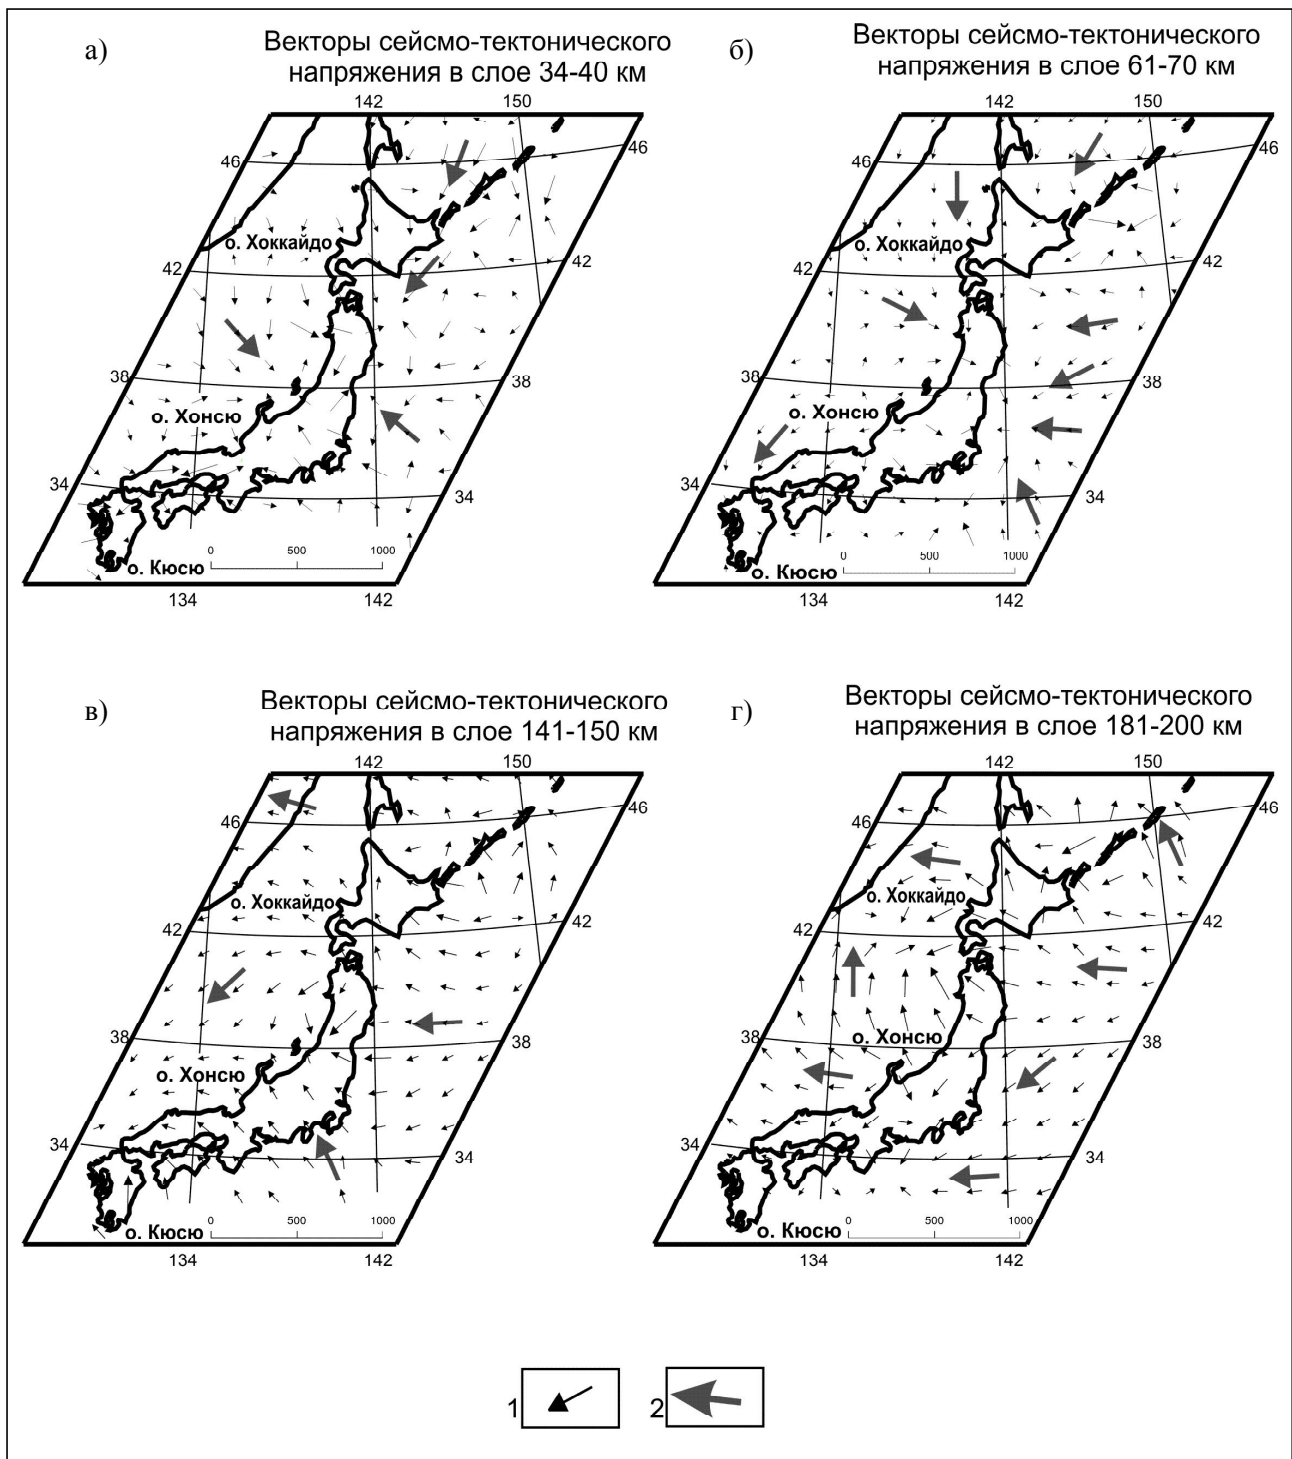 а)
Векторы сейсмо-тектонического
напряжения в слое 34-40 км
142
150
46
46
о. Хоккайдо
42
42
38
38
о. Хонсю
34
34
0
500
1000
о. Кюсю
134
142
б)
Векторы сейсмо-тектонического
напряжения в слое 61-70 км
142
150
46
46
о. Хоккайдо
42
42
38
38
о. Хонсю
34
34
0
500
1000
о. Кюсю
134
142
в)
Векторы сейсмо-тектонического
напряжения в слое 141-150 км
142
150
46
46
о. Хоккайдо
42
42
38
38
о. Хонсю
34
34
0
500
1000
о. Кюсю
134
142
г)
Векторы сейсмо-тектонического
напряжения в слое 181-200 км
142
150
46
46
о. Хоккайдо
42
42
о. Хонсю
38
38
34
34
0
500
1000
о. Кюсю
134
142
1
2